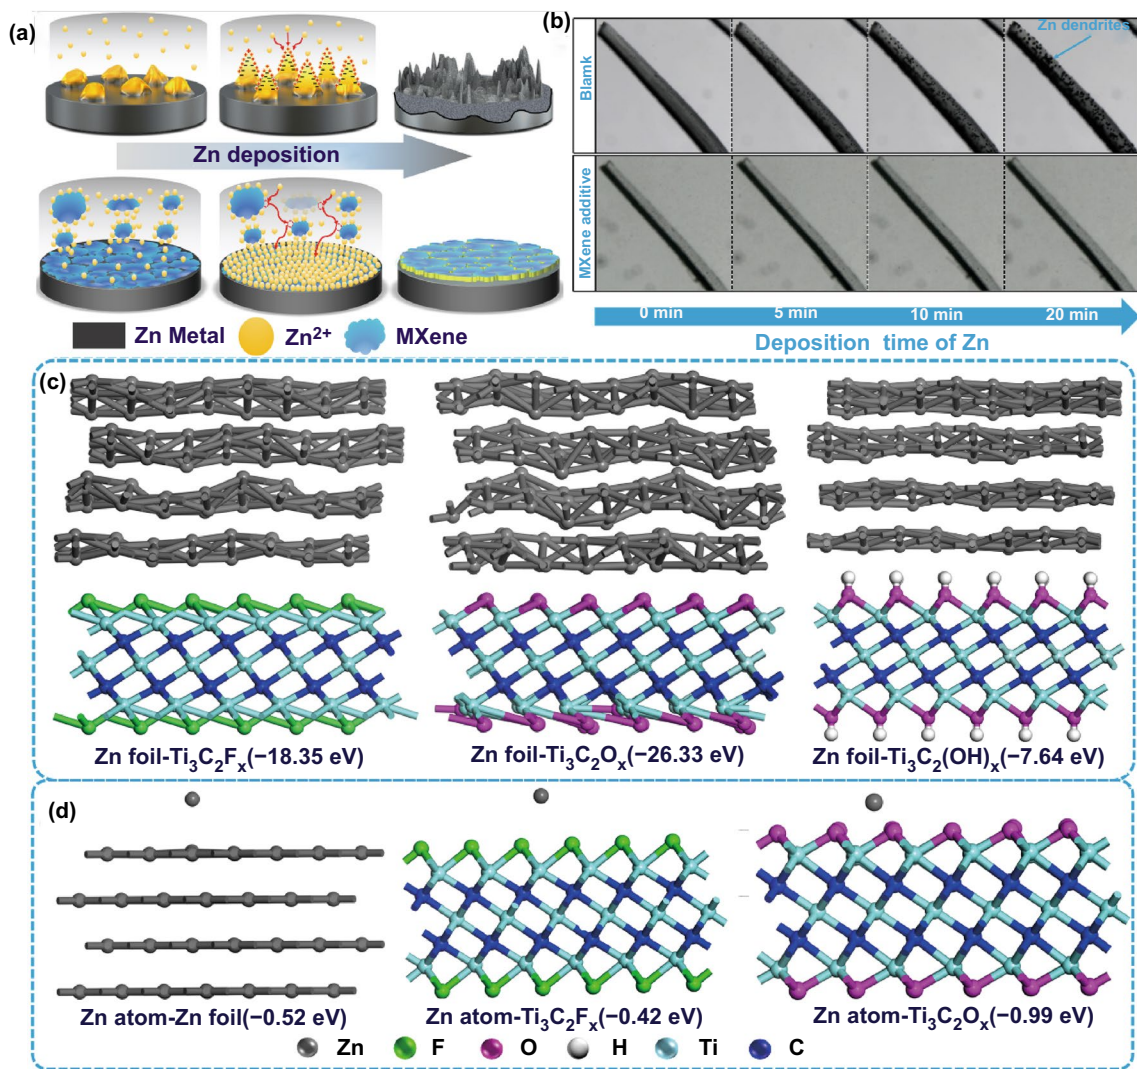 (a)
Zn deposition
Zn Metal
Zn²⁺
MXene
(b)
Blamk
Zn dendrites
MXene additive
0 min
5 min
10 min
20 min
Deposition time of Zn
(c)
Zn foil-Ti₃C₂Fₓ(−18.35 eV)
Zn foil-Ti₃C₂Oₓ(−26.33 eV)
Zn foil-Ti₃C₂(OH)ₓ(−7.64 eV)
(d)
Zn atom-Zn foil(−0.52 eV)
Zn atom-Ti₃C₂Fₓ(−0.42 eV)
Zn atom-Ti₃C₂Oₓ(−0.99 eV)
Zn
F
O
H
Ti
C